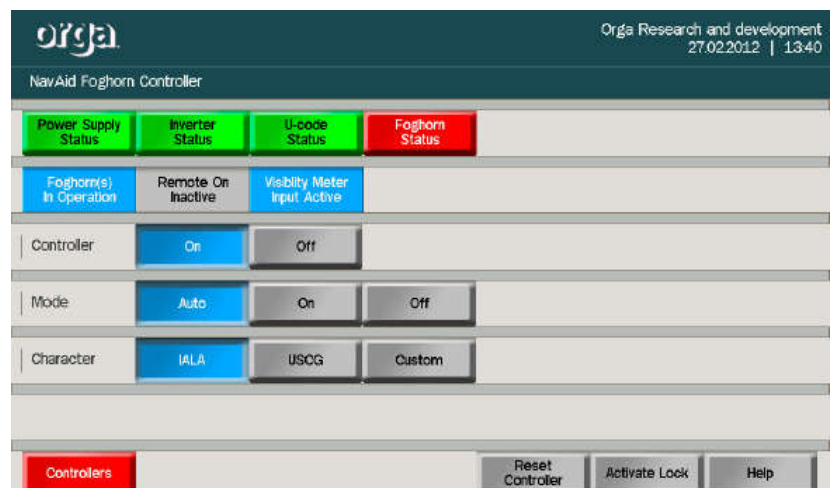 orga
Orga Research and development
27.02.2012 | 13:40
NavAid Foghorn Controller
Power Supply
Status
Inverter
Status
U-code
Status
Foghorn
Status
Foghorn(s)
In Operation
Remote On
Inactive
Visiblity Meter
Input Active
Controller
On
Off
Mode
Auto
On
Off
Character
IALA
USCG
Custom
Controllers
Reset
Controller
Activate Lock
Help